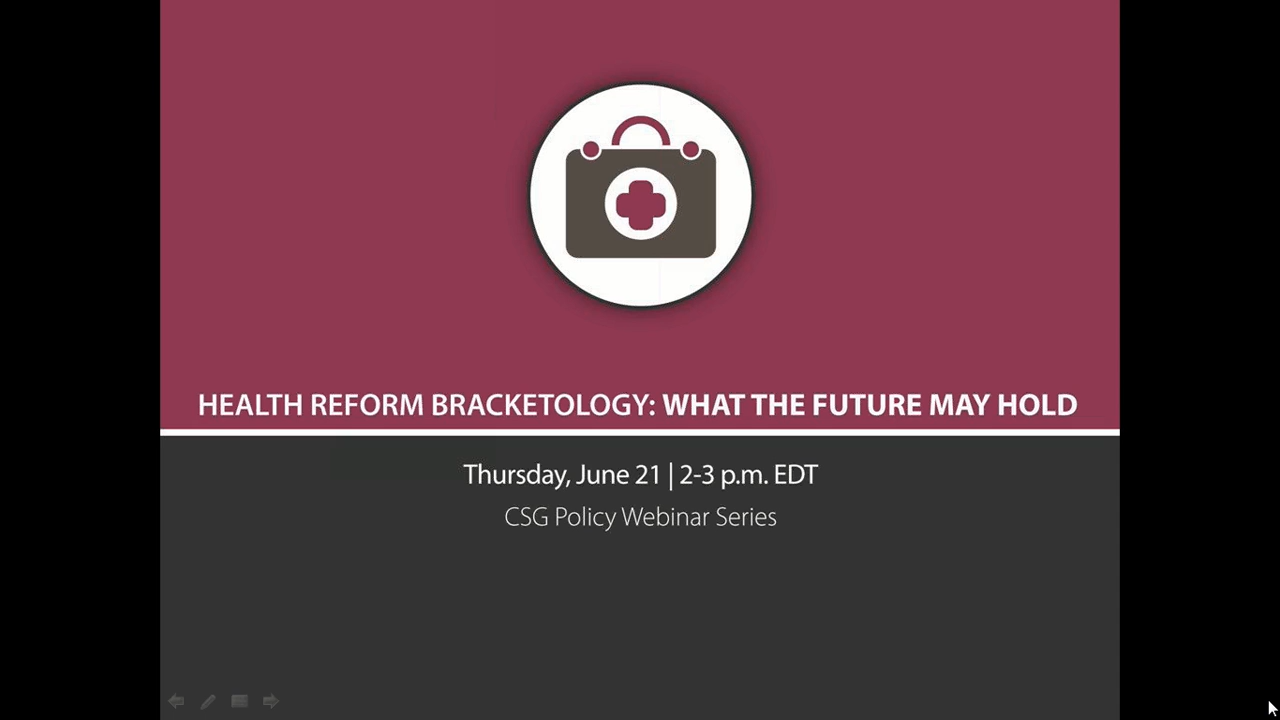 HEALTH REFORM BRACKETOLOGY: WHAT THE FUTURE MAY HOLD
Thursday, June 21 | 2-3 p.m. EDT
CSG Policy Webinar Series